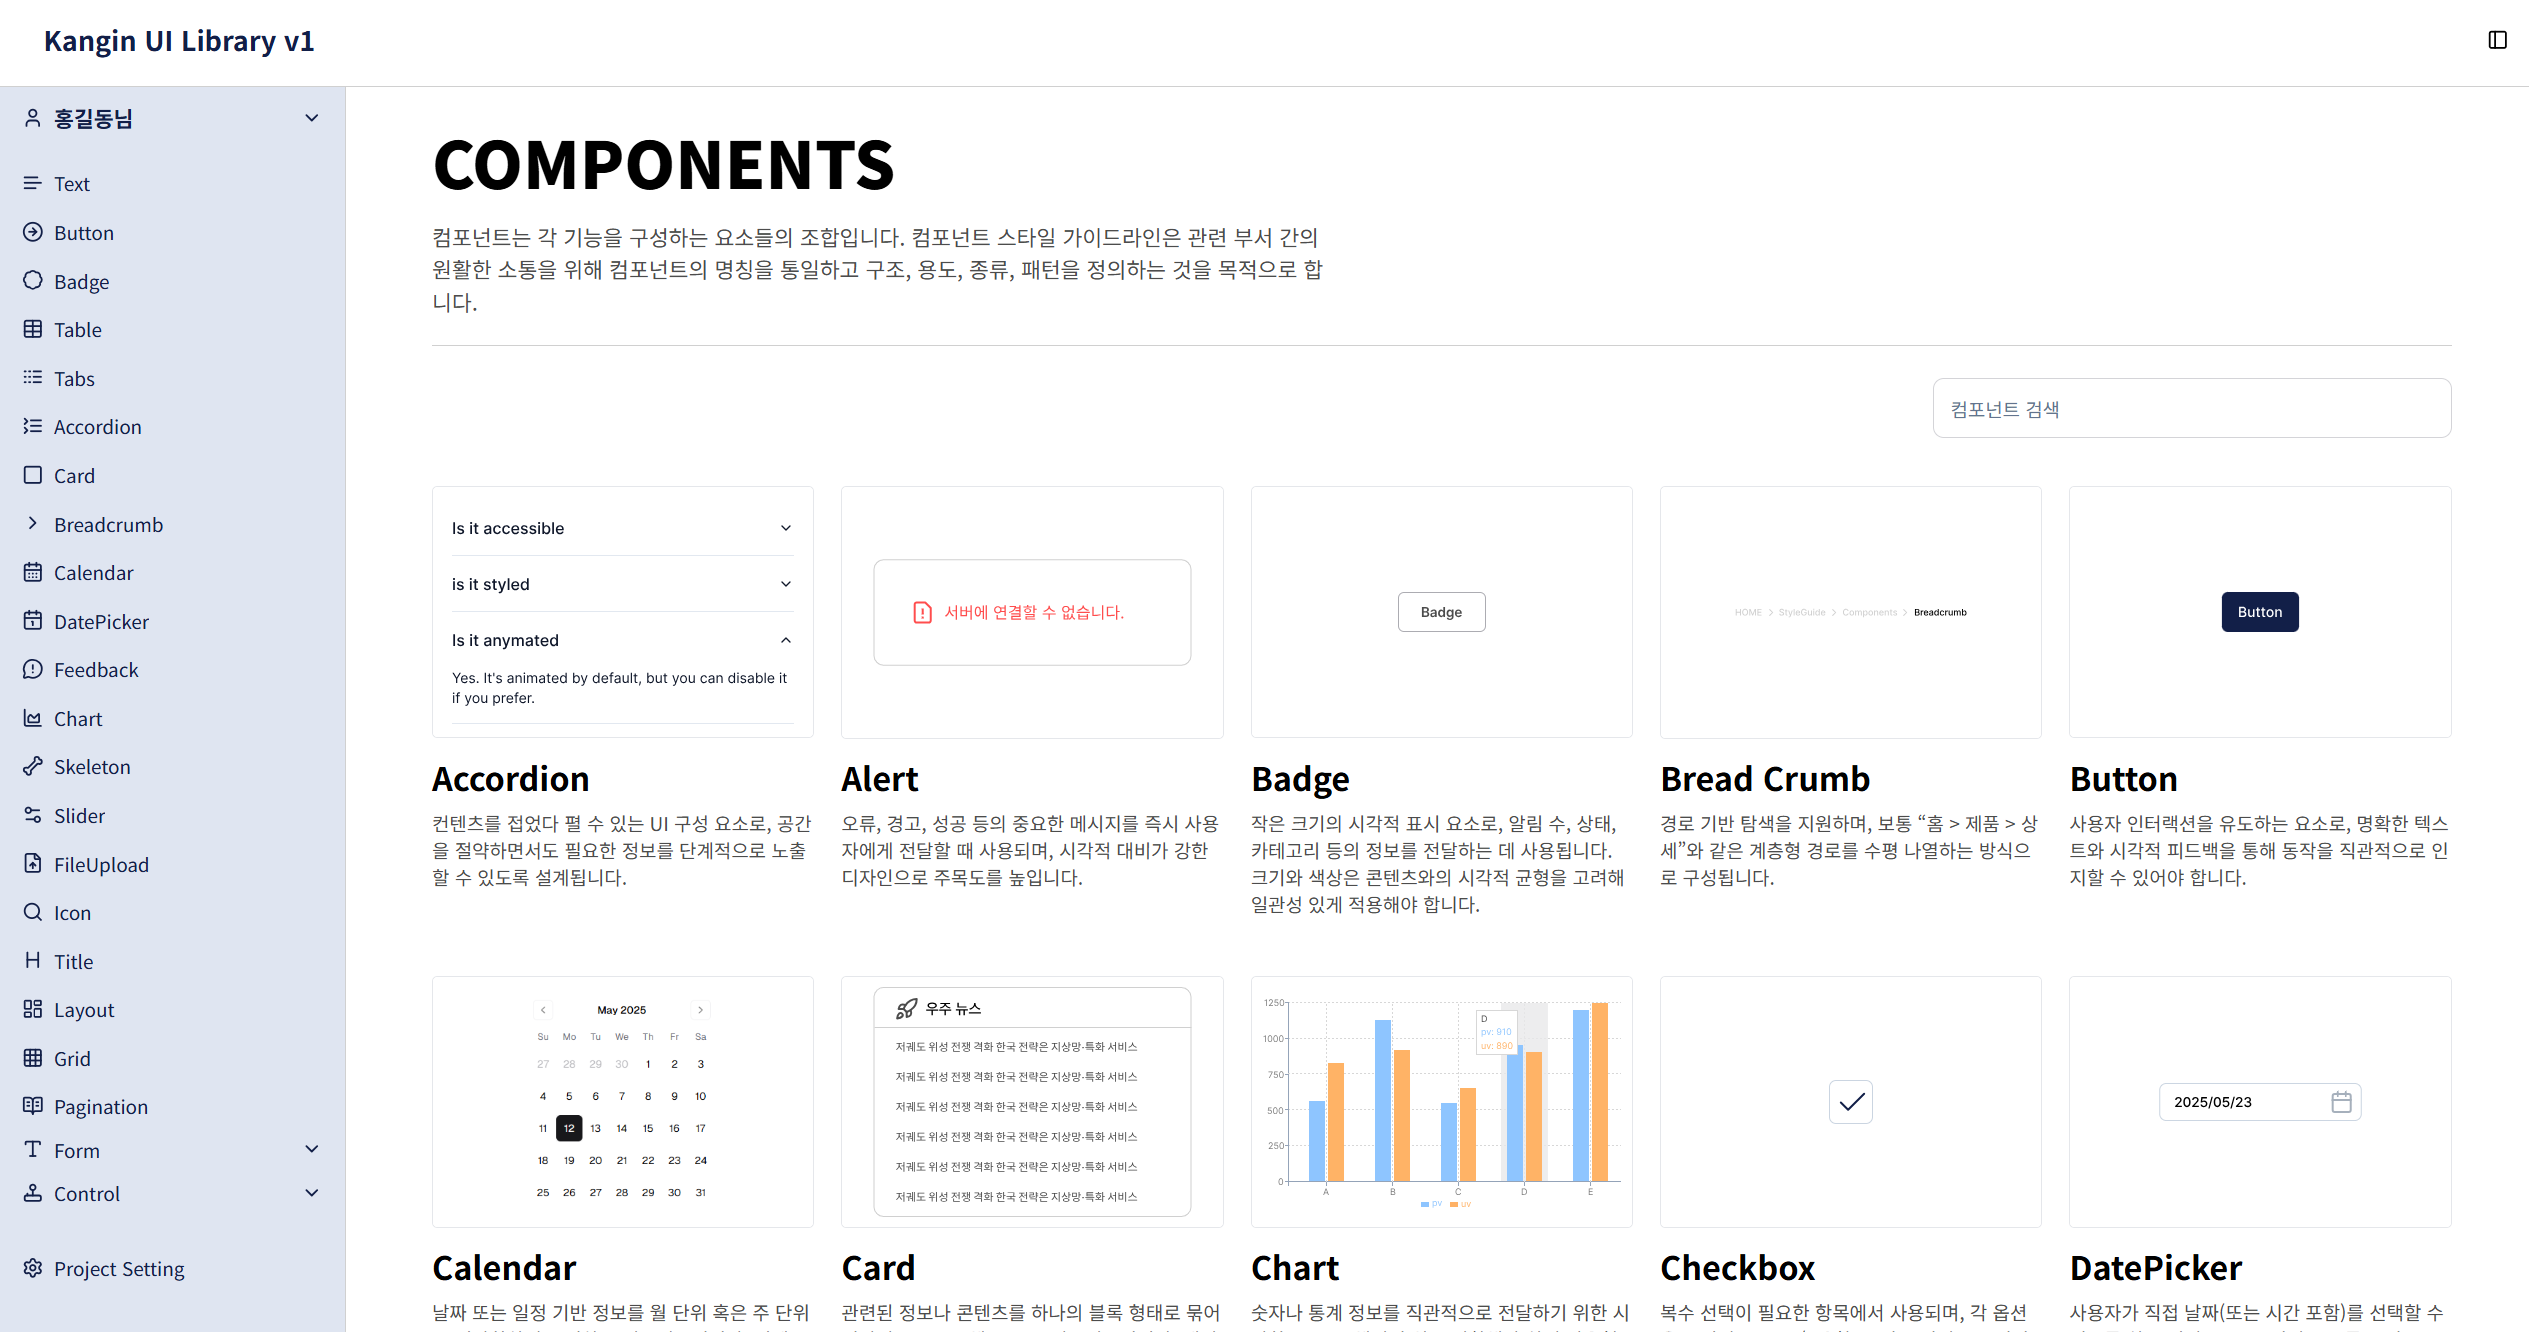 Kangin UI Library v1
홍길동님
Text
Button
Badge
Table
Tabs
Accordion
Card
Breadcrumb
Calendar
DatePicker
Feedback
Chart
Skeleton
Slider
FileUpload
Icon
Title
Layout
Grid
Pagination
Form
Control
Project Setting
COMPONENTS
컴포넌트는 각 기능을 구성하는 요소들의 조합입니다. 컴포넌트 스타일 가이드라인은 관련 부서 간의
원활한 소통을 위해 컴포넌트의 명칭을 통일하고 구조, 용도, 종류, 패턴을 정의하는 것을 목적으로 합
니다.
컴포넌트 검색
Is it accessible
is it styled
Is it anymated
Yes. It's animated by default, but you can disable it
if you prefer.
Accordion
컨텐츠를 접었다 펼 수 있는 UI 구성 요소로, 공간
을 절약하면서도 필요한 정보를 단계적으로 노출
할 수 있도록 설계됩니다.
서버에 연결할 수 없습니다.
Alert
오류, 경고, 성공 등의 중요한 메시지를 즉시 사용
자에게 전달할 때 사용되며, 시각적 대비가 강한
디자인으로 주목도를 높입니다.
Badge
Badge
작은 크기의 시각적 표시 요소로, 알림 수, 상태,
카테고리 등의 정보를 전달하는 데 사용됩니다.
크기와 색상은 콘텐츠와의 시각적 균형을 고려해
일관성 있게 적용해야 합니다.
HOME > StyleGuide > Components > Breadcrumb
Bread Crumb
경로 기반 탐색을 지원하며, 보통 “홈 > 제품 > 상
세”와 같은 계층형 경로를 수평 나열하는 방식으
로 구성됩니다.
Button
Button
사용자 인터랙션을 유도하는 요소로, 명확한 텍스
트와 시각적 피드백을 통해 동작을 직관적으로 인
지할 수 있어야 합니다.
May 2025
Su Mo Tu We Th Fr Sa
27 28 29 30 1 2 3
4 5 6 7 8 9 10
11 12 13 14 15 16 17
18 19 20 21 22 23 24
25 26 27 28 29 30 31
Calendar
날짜 또는 일정 기반 정보를 월 단위 혹은 주 단위
우주 뉴스
저궤도 위성 전쟁 격화 한국 전략은 지상망·특화 서비스
저궤도 위성 전쟁 격화 한국 전략은 지상망·특화 서비스
저궤도 위성 전쟁 격화 한국 전략은 지상망·특화 서비스
저궤도 위성 전쟁 격화 한국 전략은 지상망·특화 서비스
저궤도 위성 전쟁 격화 한국 전략은 지상망·특화 서비스
저궤도 위성 전쟁 격화 한국 전략은 지상망·특화 서비스
Card
관련된 정보나 콘텐츠를 하나의 블록 형태로 묶어
1250
1000
750
500
250
0
D
pv: 910
uv: 890
A B C D E
pv uv
Chart
숫자나 통계 정보를 직관적으로 전달하기 위한 시
Checkbox
복수 선택이 필요한 항목에서 사용되며, 각 옵션
2025/05/23
DatePicker
사용자가 직접 날짜(또는 시간 포함)를 선택할 수